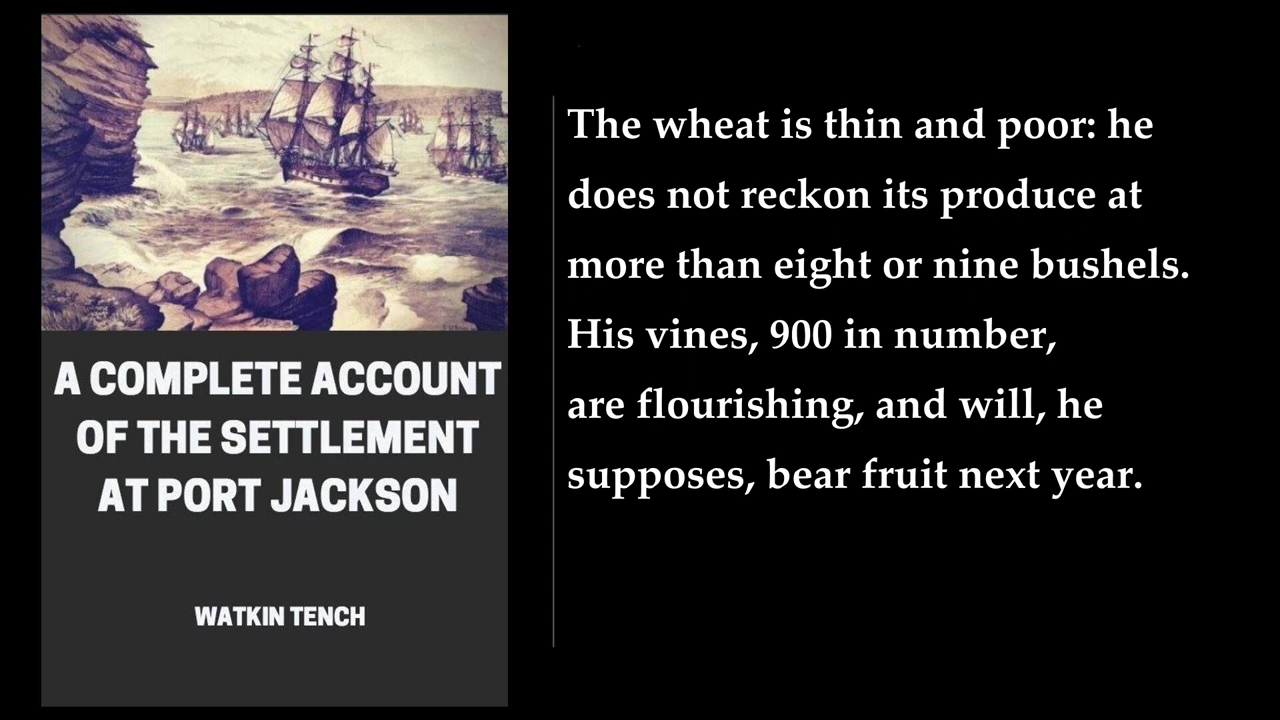 A COMPLETE ACCOUNT
OF THE SETTLEMENT
AT PORT JACKSON
WATKIN TENCH
The wheat is thin and poor: he
does not reckon its produce at
more than eight or nine bushels.
His vines, 900 in number,
are flourishing, and will, he
supposes, bear fruit next year.